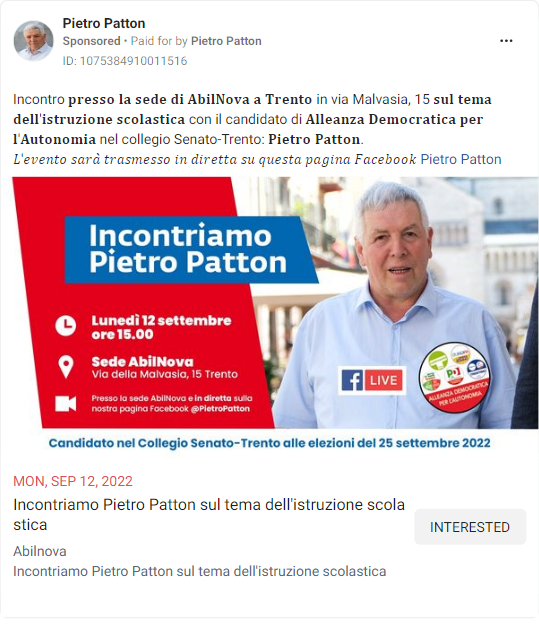 Pietro Patton
Sponsored • Paid for by Pietro Patton
ID: 1075384910011516
Incontro presso la sede di AbilNova a Trento in via Malvasia, 15 sul tema
dell'istruzione scolastica con il candidato di Alleanza Democratica per
l'Autonomia nel collegio Senato-Trento: Pietro Patton.
L'evento sarà trasmesso in diretta su questa pagina Facebook Pietro Patton
Incontriamo
Pietro Patton
Lunedì 12 settembre
ore 15.00
Sede AbilNova
Via della Malvasia, 15 Trento
Presso la sede AbilNova e in diretta sulla
nostra pagina Facebook @PietroPatton
f LIVE
ALLEANZA DEMOCRATICA
PER L'AUTONOMIA
Candidato nel Collegio Senato-Trento alle elezioni del 25 settembre 2022
MON, SEP 12, 2022
Incontriamo Pietro Patton sul tema dell'istruzione scola
stica
INTERESTED
Abilnova
Incontriamo Pietro Patton sul tema dell'istruzione scolastica